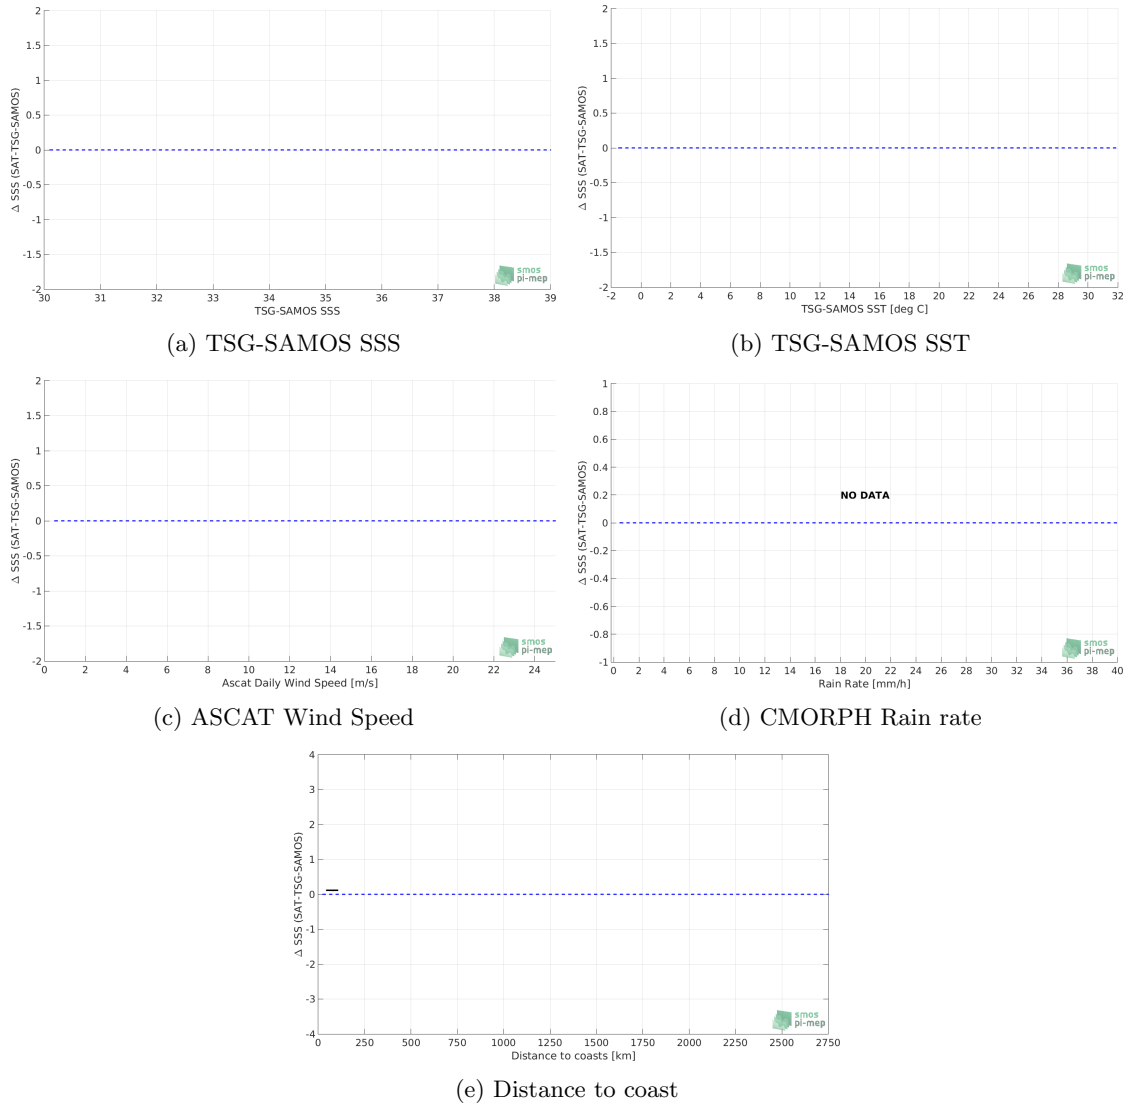 2
1.5
1
0.5
0
-0.5
-1
-1.5
-2
Δ SSS (SAT-TSG-SAMOS)
30 31 32 33 34 35 36 37 38 39
TSG-SAMOS SSS
smos
pi-mep
(a) TSG-SAMOS SSS
2
1.5
1
0.5
0
-0.5
-1
-1.5
-2
Δ SSS (SAT-TSG-SAMOS)
-2 0 2 4 6 8 10 12 14 16 18 20 22 24 26 28 30 32
TSG-SAMOS SST [deg C]
smos
pi-mep
(b) TSG-SAMOS SST
2
1.5
1
0.5
0
-0.5
-1
-1.5
-2
Δ SSS (SAT-TSG-SAMOS)
0 2 4 6 8 10 12 14 16 18 20 22 24
Ascat Daily Wind Speed [m/s]
smos
pi-mep
(c) ASCAT Wind Speed
1
0.8
0.6
0.4
0.2
0
-0.2
-0.4
-0.6
-0.8
-1
Δ SSS (SAT-TSG-SAMOS)
NO DATA
0 2 4 6 8 10 12 14 16 18 20 22 24 26 28 30 32 34 36 38 40
Rain Rate [mm/h]
smos
pi-mep
(d) CMORPH Rain rate
4
3
2
1
0
-1
-2
-3
-4
Δ SSS (SAT-TSG-SAMOS)
0 250 500 750 1000 1250 1500 1750 2000 2250 2500 2750
Distance to coasts [km]
smos
pi-mep
(e) Distance to coast